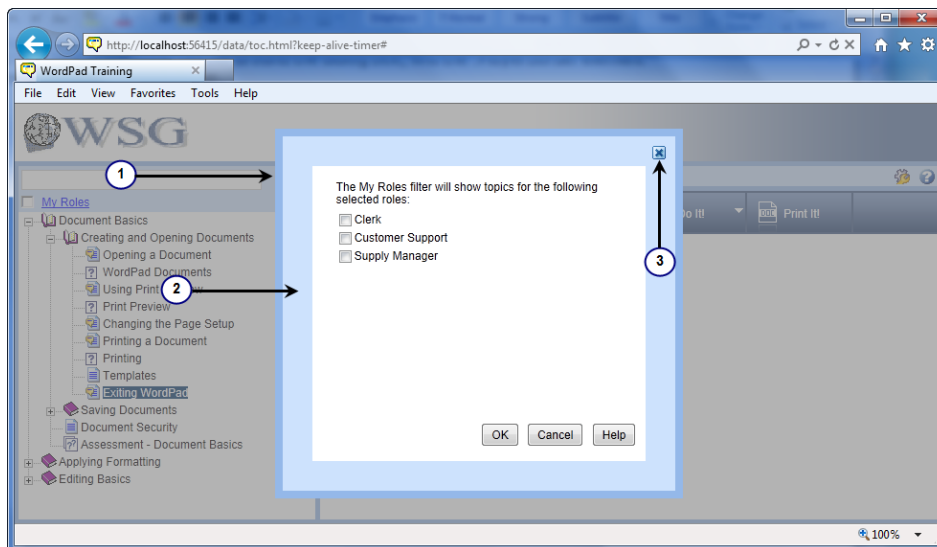 http://localhost:56415/data/toc.html?keep-alive-timer#
WordPad Training
File Edit View Favorites Tools Help
WSG
1
My Roles
Document Basics
Creating and Opening Documents
Opening a Document
WordPad Documents
Using Print
2
Print Preview
Changing the Page Setup
Printing a Document
Printing
Templates
Exiting WordPad
Saving Documents
Document Security
Assessment - Document Basics
Applying Formatting
Editing Basics
The My Roles filter will show topics for the following
selected roles:
Clerk
Customer Support
Supply Manager
3
OK Cancel Help
Print It!
100%